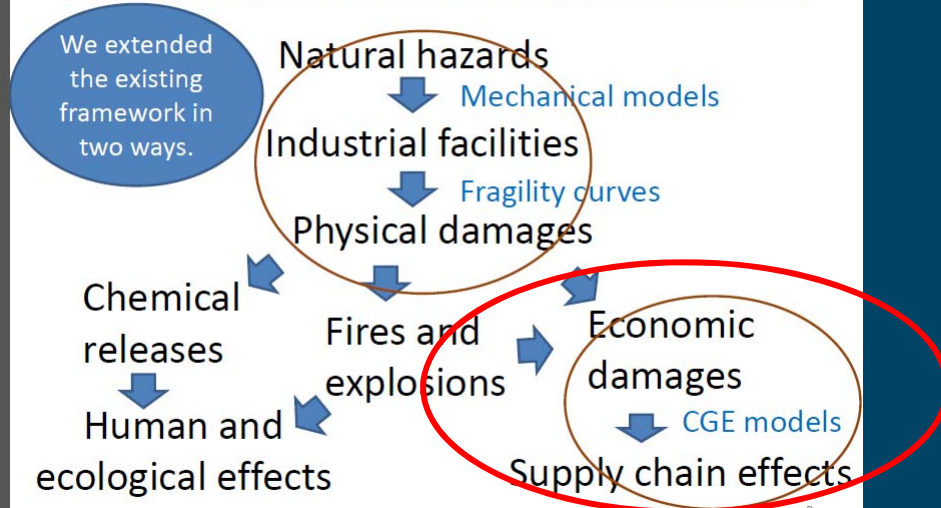 We extended
the existing
framework in
two ways.
Natural hazards
Mechanical models
Industrial facilities
Fragility curves
Physical damages
Chemical
releases
Fires and
explosions
Economic
damages
CGE models
Human and
ecological effects
Supply chain effects